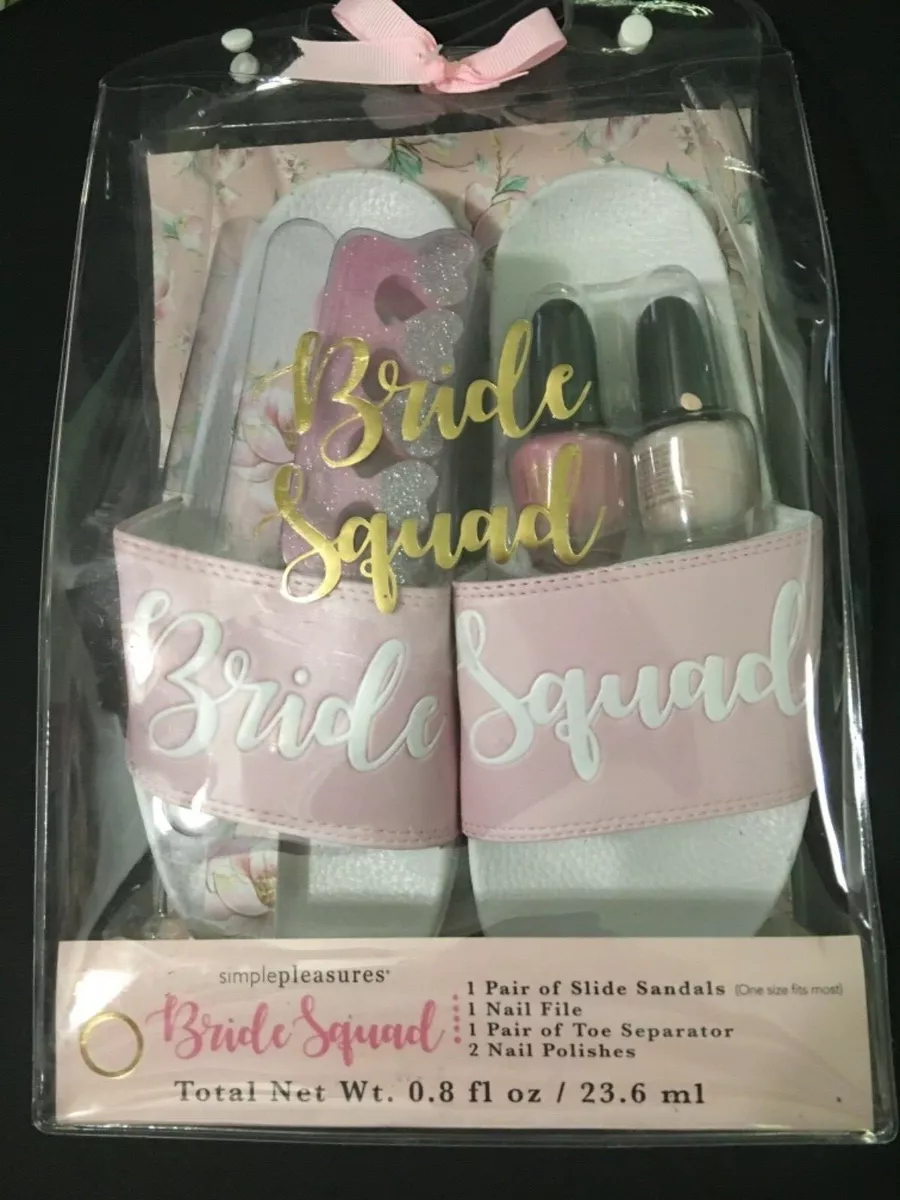 Bride
Squad
Bride Squad
simplepleasures®
Bride Squad
1 Pair of Slide Sandals (One size fits most)
1 Nail File
1 Pair of Toe Separator
2 Nail Polishes
Total Net Wt. 0.8 fl oz / 23.6 ml